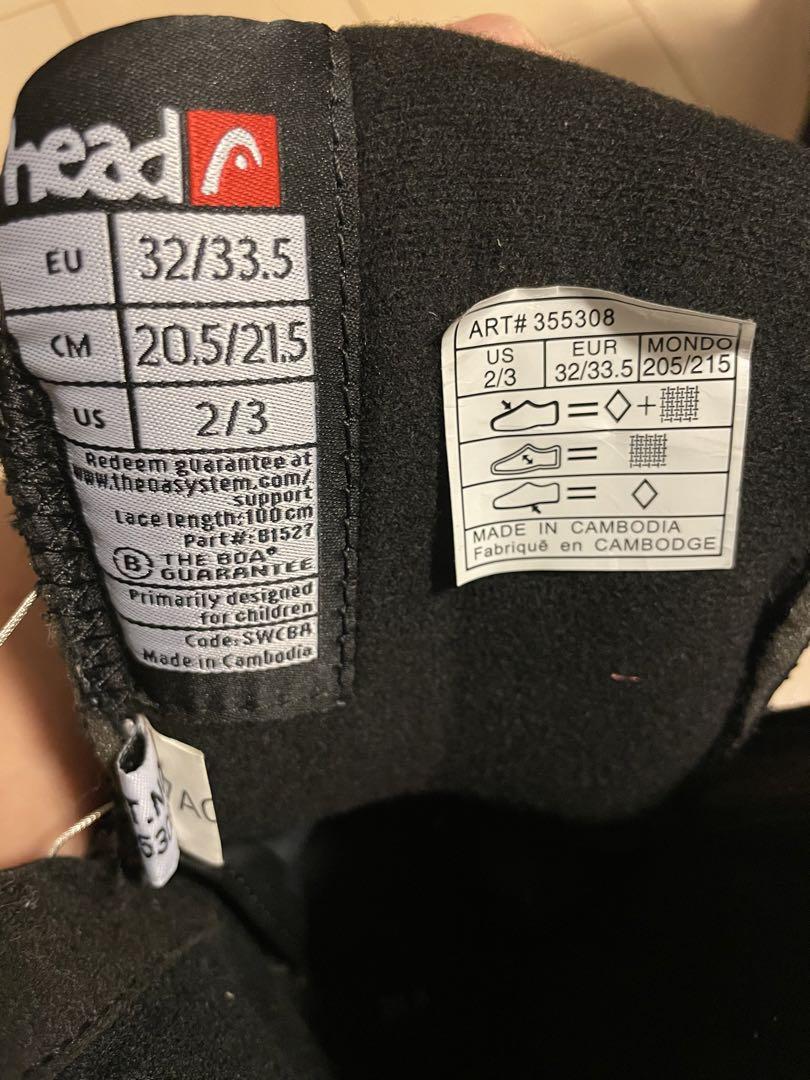 head
EU 32/33.5
CM 20.5/21.5
US 2/3
Redeem guarantee at
www.theboasystem.com/
support
Lace length:100cm
Part#:B1527
B THE BOA®
GUARANTEE
Primarily designed
for children
Code:SWCBA
Made in Cambodia
ART# 355308
US EUR MONDO
2/3 32/33.5 205/215
= +
=
=
MADE IN CAMBODIA
Fabriquē en CAMBODGE